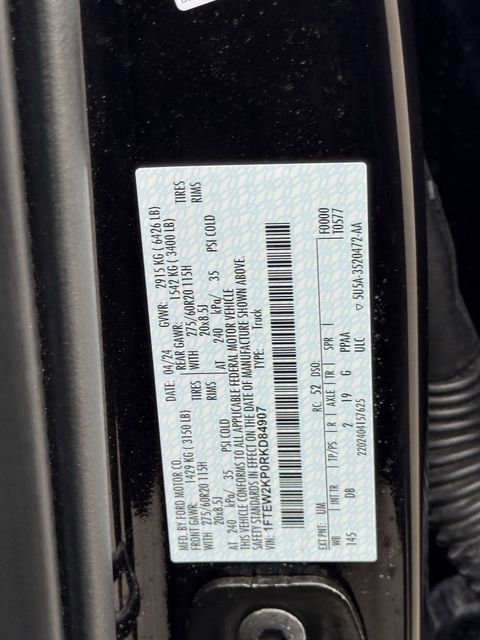 MFD. BY FORD MOTOR CO.
DATE: 04/24 GVWR: 2915 KG ( 6426 LB)
FRONT GAWR: 1429 KG ( 3150 LB) REAR GAWR: 1542 KG ( 3400 LB)
WITH 275/60R20 115H TIRES WITH 275/60R20 115H TIRES
20x8.5J RIMS 20x8.5J RIMS
AT 240 kPa/ 35 PSI COLD AT 240 kPa/ 35 PSI COLD
THIS VEHICLE CONFORMS TO ALL APPLICABLE FEDERAL MOTOR VEHICLE
SAFETY STANDARDS IN EFFECT ON THE DATE OF MANUFACTURE SHOWN ABOVE.
VIN: 1FTEW2KP0RKD84907 TYPE: Truck
F0000
T0577
EXT PNT: UM RC: 52 DSO:
WB INT TR TP/PS R AXLE TR SPR
145 DB 2 19 G PPAA
2202404157625 ULC
5U5A-3520472-AA